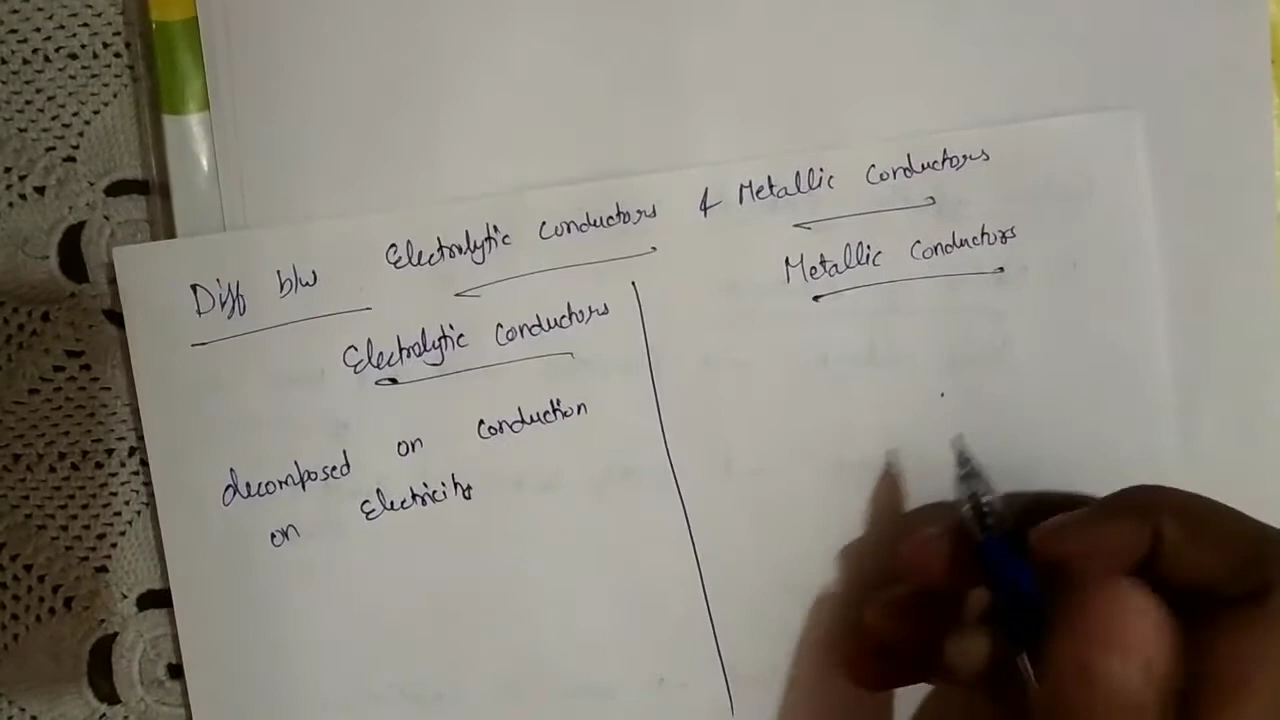 Diff b/w Electrolytic Conductors & Metallic Conductors
Electrolytic Conductors
Metallic Conductors
decomposed on conduction
on Electricity